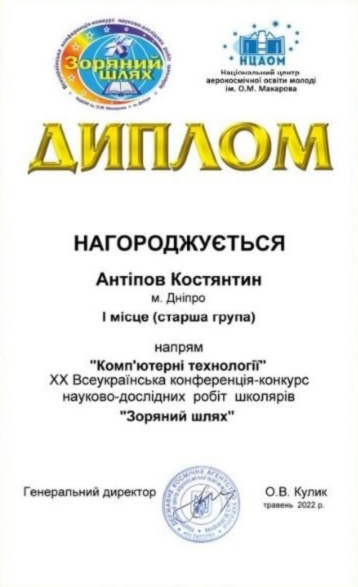 Зоряний
шлях
НЦАОМ
Національний центр
аерокосмічної освіти молоді
ім. О.М. Макарова
ДИПЛОМ
НАГОРОДЖУЄТЬСЯ
Антіпов Костянтин
м. Дніпро
І місце (старша група)
напрям
"Комп'ютерні технології"
ХХ Всеукраїнська конференція-конкурс
науково-дослідних робіт школярів
"Зоряний шлях"
Генеральний директор
О.В. Кулик
травень 2022 р.